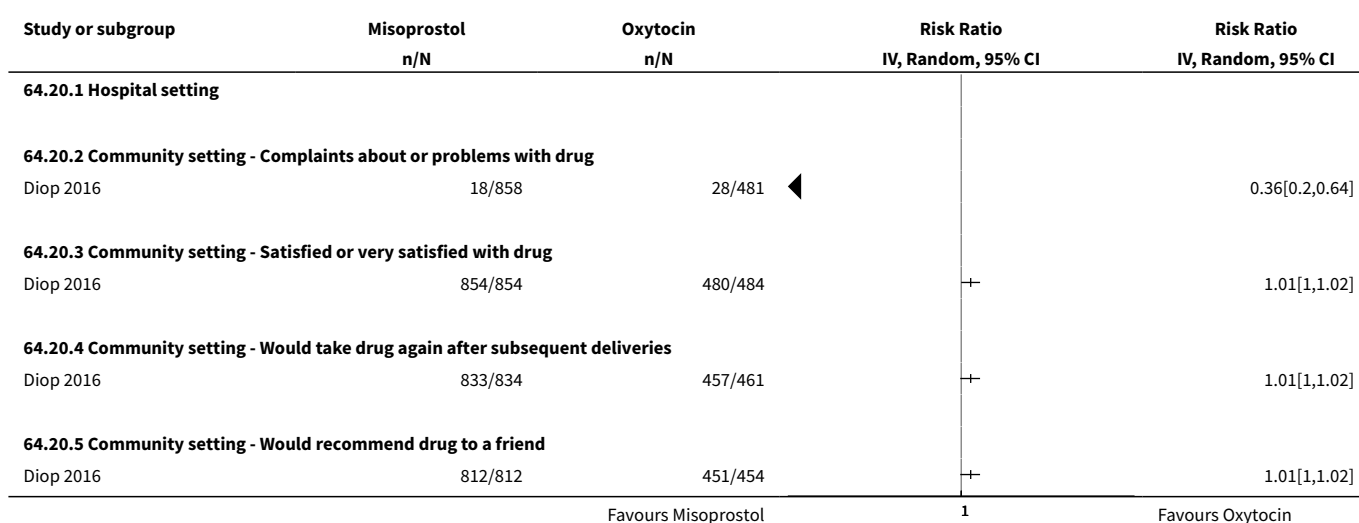 Study or subgroup Misoprostol Oxytocin Risk Ratio Risk Ratio
n/N n/N IV, Random, 95% CI IV, Random, 95% CI
64.20.1 Hospital setting
64.20.2 Community setting - Complaints about or problems with drug
Diop 2016 18/858 28/481 0.36[0.2,0.64]
64.20.3 Community setting - Satisfied or very satisfied with drug
Diop 2016 854/854 480/484 1.01[1,1.02]
64.20.4 Community setting - Would take drug again after subsequent deliveries
Diop 2016 833/834 457/461 1.01[1,1.02]
64.20.5 Community setting - Would recommend drug to a friend
Diop 2016 812/812 451/454 1.01[1,1.02]
Favours Misoprostol 1 Favours Oxytocin